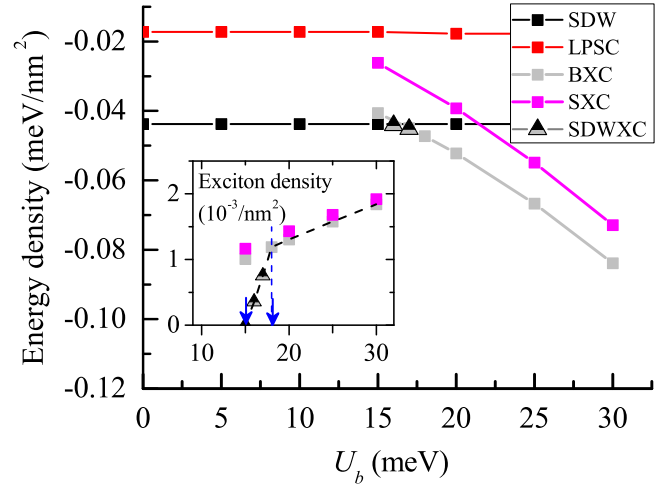 SDW
LPSC
BXC
SXC
SDWXC
-0.02
-0.04
-0.06
-0.08
-0.10
-0.12
Energy density (meV/nm²)
Exciton density
(10⁻³/nm²)
2
1
0
10 20 30
0 5 10 15 20 25 30
U_b (meV)